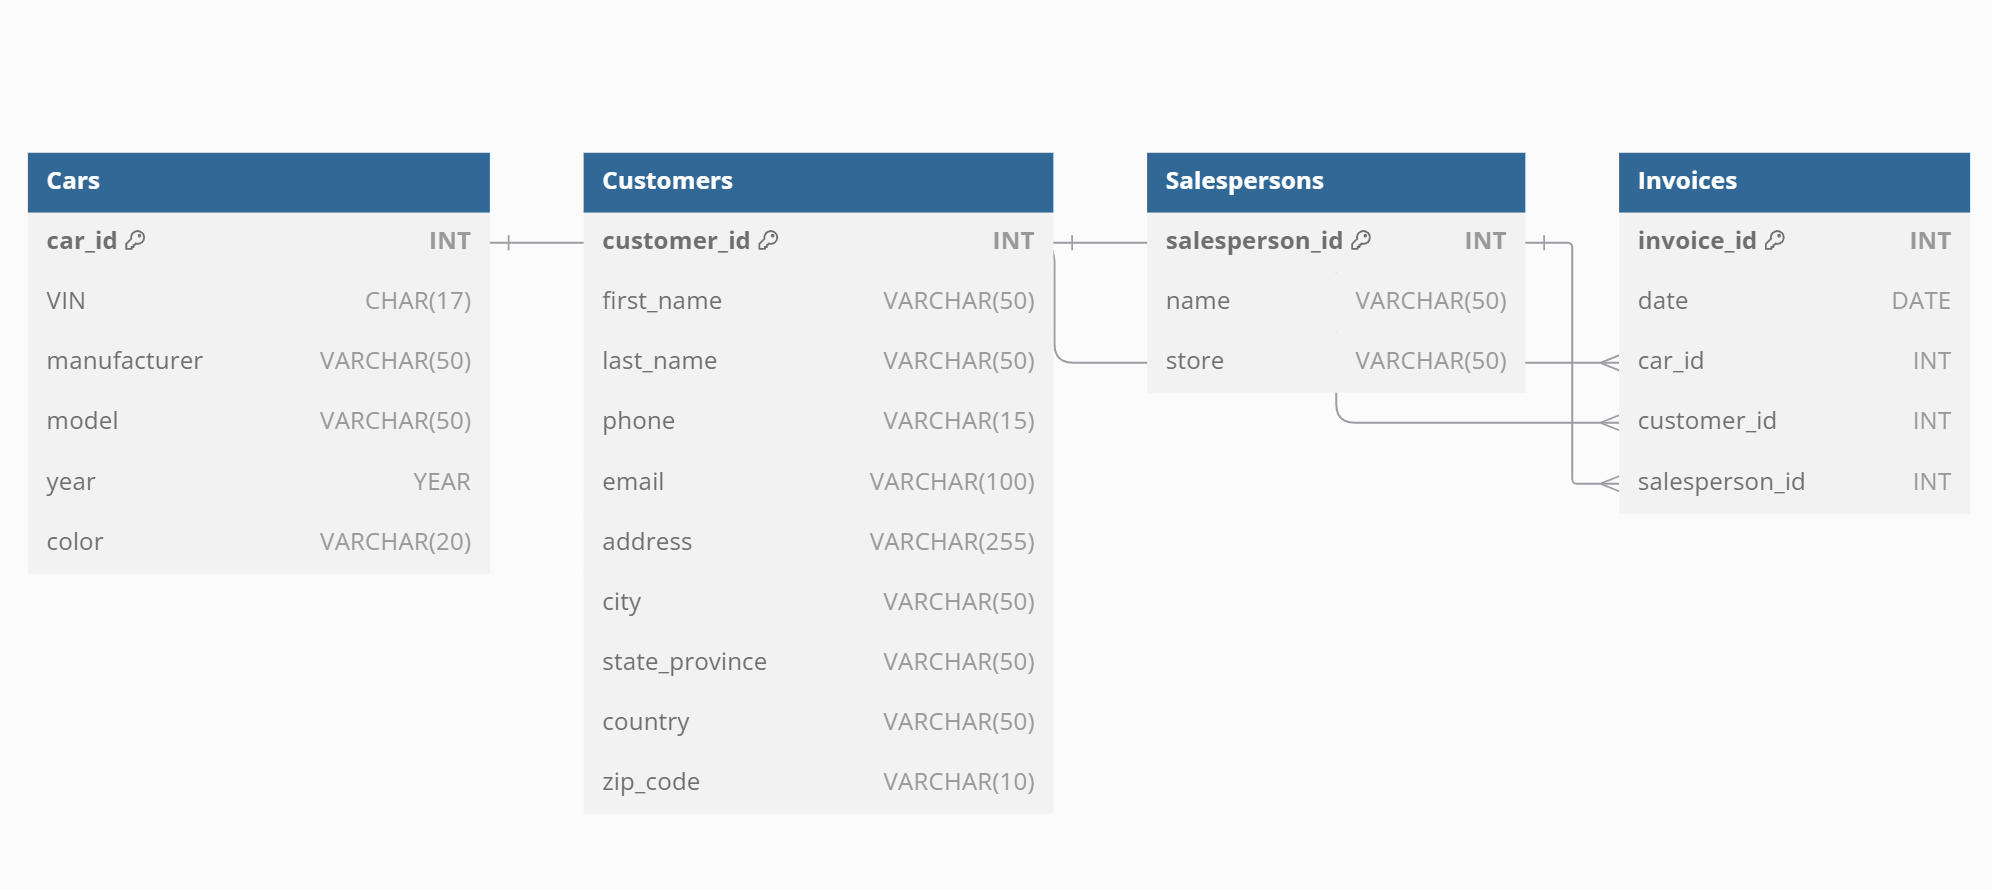 Cars
car_id INT
VIN CHAR(17)
manufacturer VARCHAR(50)
model VARCHAR(50)
year YEAR
color VARCHAR(20)
Customers
customer_id INT
first_name VARCHAR(50)
last_name VARCHAR(50)
phone VARCHAR(15)
email VARCHAR(100)
address VARCHAR(255)
city VARCHAR(50)
state_province VARCHAR(50)
country VARCHAR(50)
zip_code VARCHAR(10)
Salespersons
salesperson_id INT
name VARCHAR(50)
store VARCHAR(50)
Invoices
invoice_id INT
date DATE
car_id INT
customer_id INT
salesperson_id INT